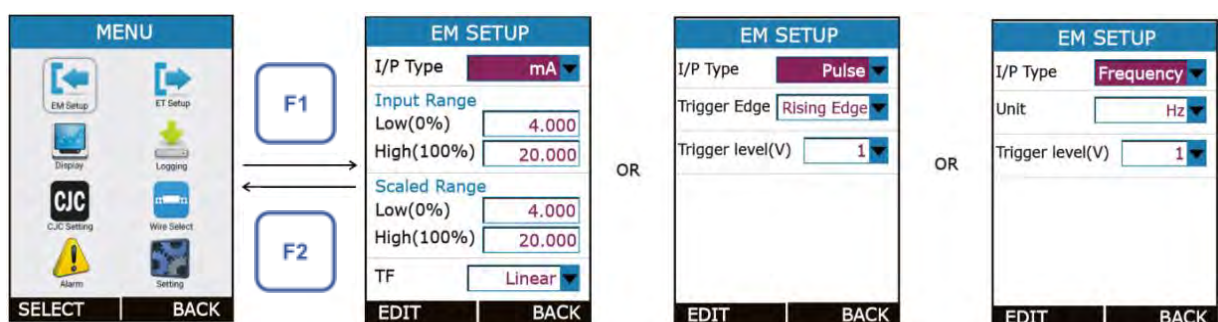 MENU
EM Setup
ET Setup
Display
Logging
CJC
CJC Setting
Wire Select
Alarm
Setting
SELECT BACK
F1
F2
EM SETUP
I/P Type mA
Input Range
Low(0%) 4.000
High(100%) 20.000
Scaled Range
Low(0%) 4.000
High(100%) 20.000
TF Linear
EDIT BACK
OR
EM SETUP
I/P Type Pulse
Trigger Edge Rising Edge
Trigger level(V) 1
EDIT BACK
OR
EM SETUP
I/P Type Frequency
Unit Hz
Trigger level(V) 1
EDIT BACK